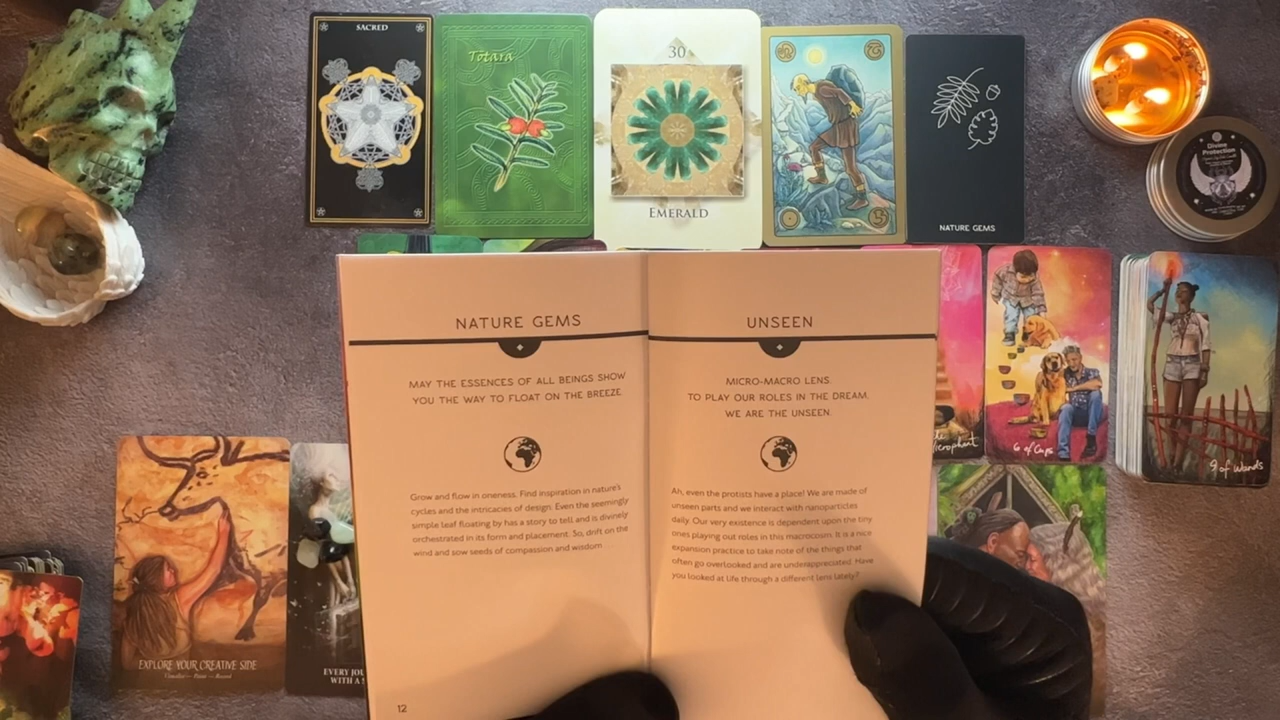 SACRED
Tōtara
30
EMERALD
NATURE GEMS
Divine
Protection
NATURE GEMS
MAY THE ESSENCES OF ALL BEINGS SHOW
YOU THE WAY TO FLOAT ON THE BREEZE.
Grow and flow in oneness. Find inspiration in nature's
cycles and the intricacies of design. Even the seemingly
simple leaf floating by has a story to tell and is divinely
orchestrated in its form and placement. So, drift on the
wind and sow seeds of compassion and wisdom.
12
UNSEEN
MICRO-MACRO LENS.
TO PLAY OUR ROLES IN THE DREAM,
WE ARE THE UNSEEN.
Ah, even the protists have a place! We are made of
unseen parts and we interact with nanoparticles
daily. Our very existence is dependent upon the tiny
ones playing out roles in this macrocosm. It is a nice
expansion practice to take note of the things that
often go overlooked and are underappreciated. Have
you looked at life through a different lens lately?
6 of Cups
9 of Wands
EXPLORE YOUR CREATIVE SIDE
EVERY
WITH A